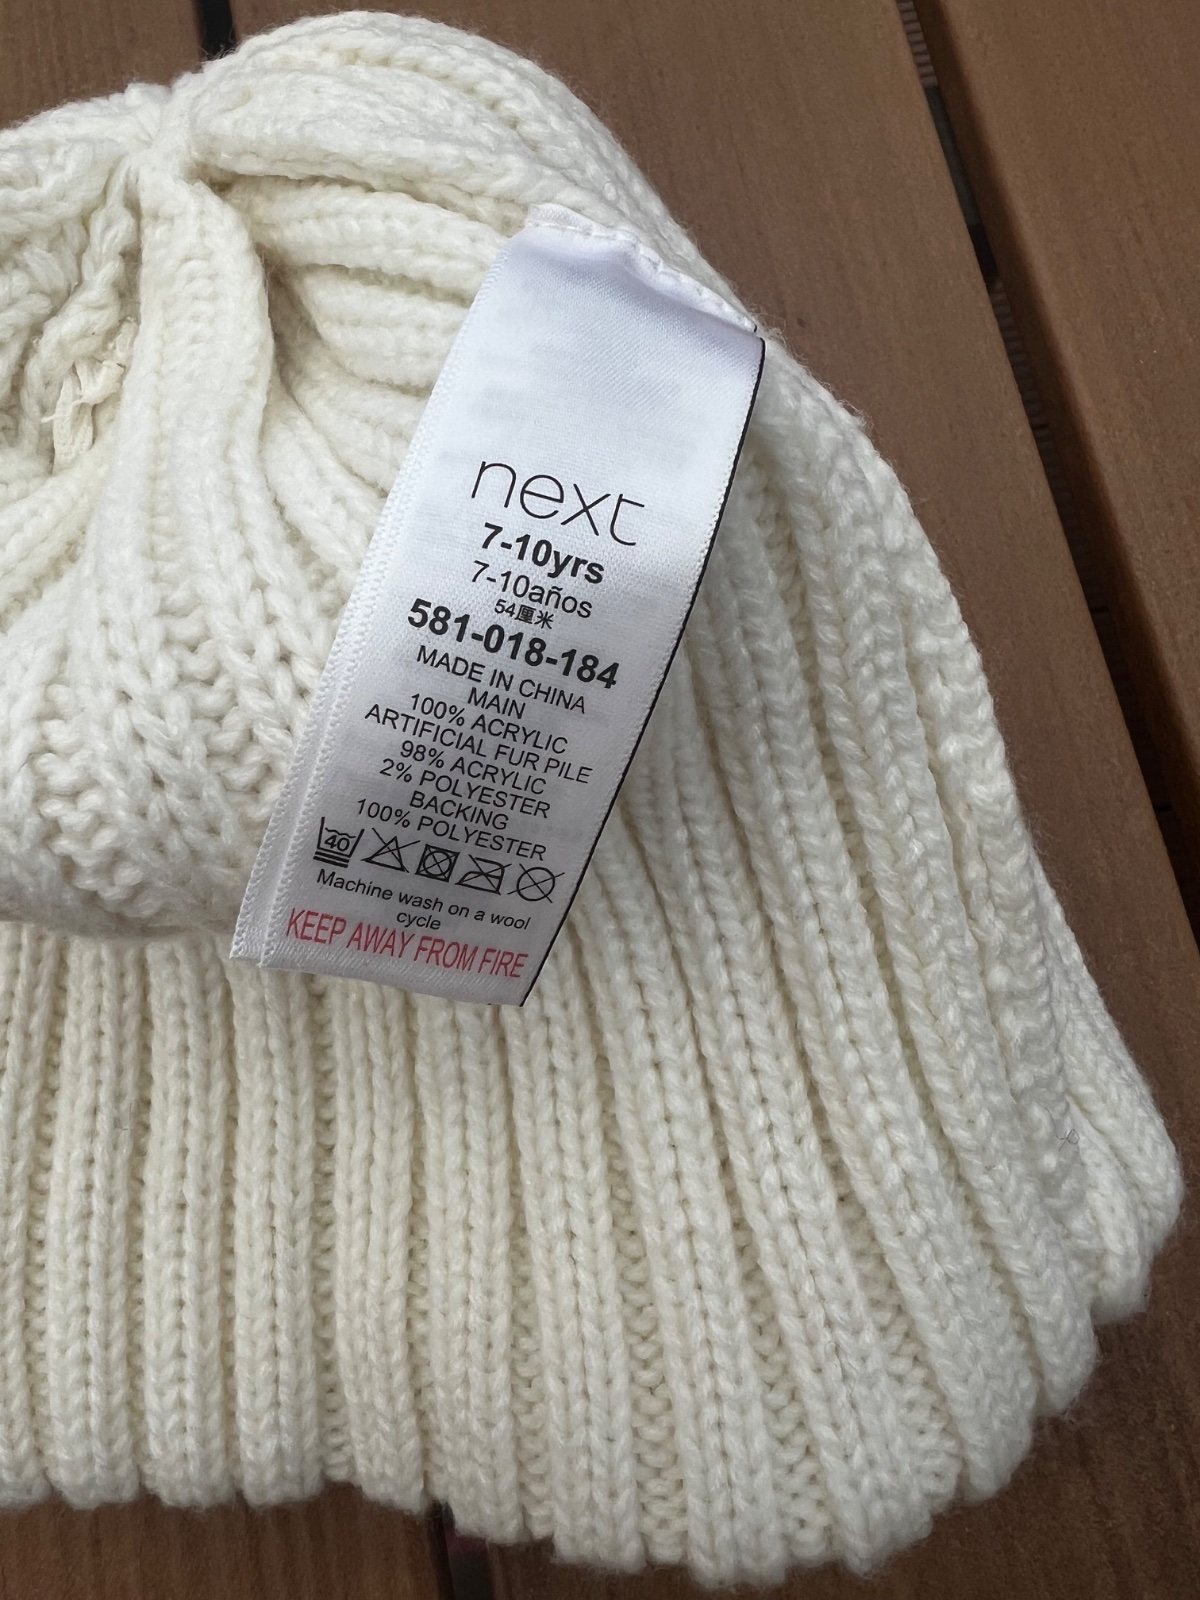 next
7-10yrs
7-10años
54厘米
581-018-184
MADE IN CHINA
MAIN
100% ACRYLIC
ARTIFICIAL FUR PILE
98% ACRYLIC
2% POLYESTER
BACKING
100% POLYESTER
40
Machine wash on a wool
cycle
KEEP AWAY FROM FIRE